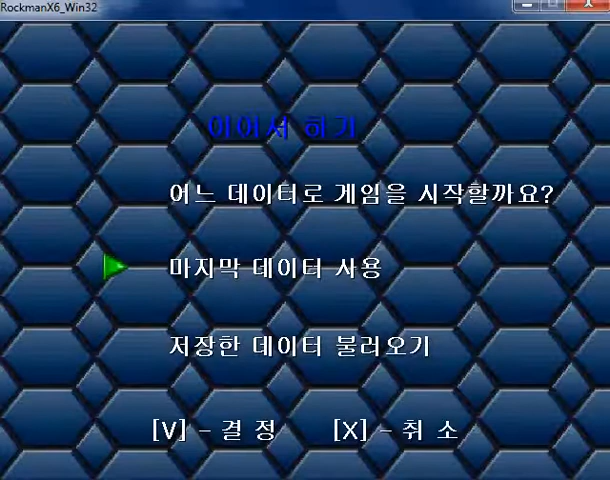 RockmanX6_Win32
이어서 하기
어느 데이터로 게임을 시작할까요?
마지막 데이터 사용
저장한 데이터 불러오기
[V] - 결 정 [X] - 취 소